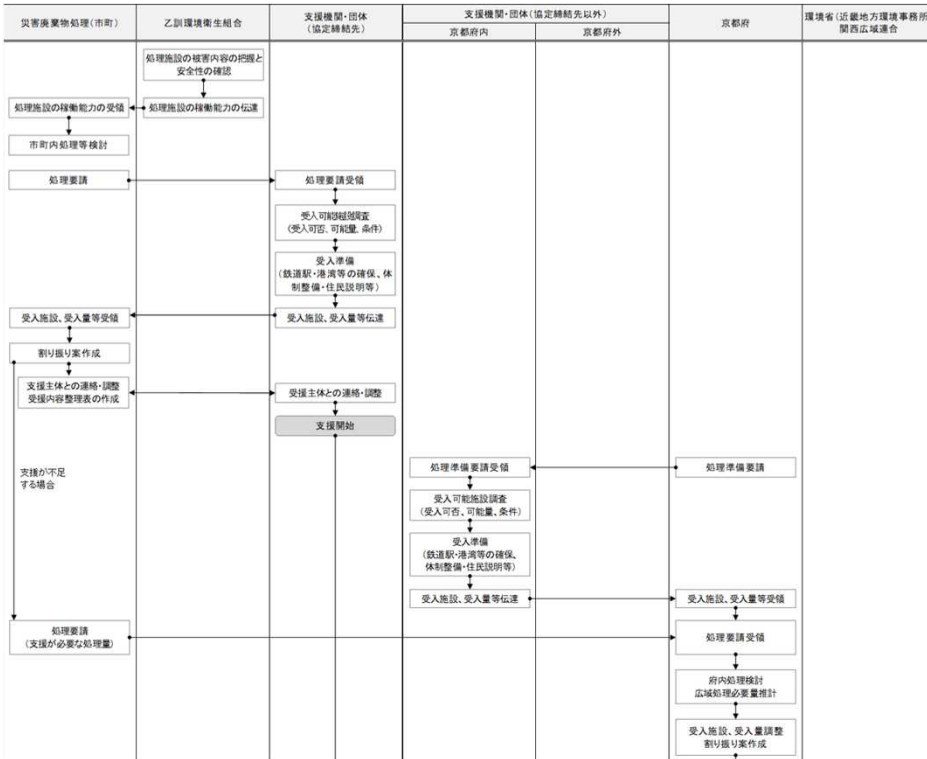 災害廃棄物処理(市町)
乙訓環境衛生組合
支援機関・団体
(協定締結先)
支援機関・団体(協定締結先以外)
京都府内
京都府外
京都府
環境省(近畿地方環境事務所
関西広域連合
処理施設の被害内容の把握と
安全性の確認
処理施設の稼働能力の受領
処理施設の稼働能力の伝達
市町内処理等検討
処理要請
処理要請受領
受入可能施設調査
(受入可否、可能量、条件)
受入準備
(鉄道駅・港湾等の確保、体
制整備・住民説明等)
受入施設、受入量等受領
受入施設、受入量等伝達
割り振り案作成
支援主体との連絡・調整
受援内容整理表の作成
受援主体との連絡・調整
支援開始
支援が不足
する場合
処理準備要請受領
処理準備要請
受入可能施設調査
(受入可否、可能量、条件)
受入準備
(鉄道駅・港湾等の確保、
体制整備・住民説明等)
受入施設、受入量等伝達
受入施設、受入量等受領
処理要請
(支援が必要な処理量)
処理要請受領
府内処理検討
広域処理必要量推計
受入施設、受入量調整
割り振り案作成